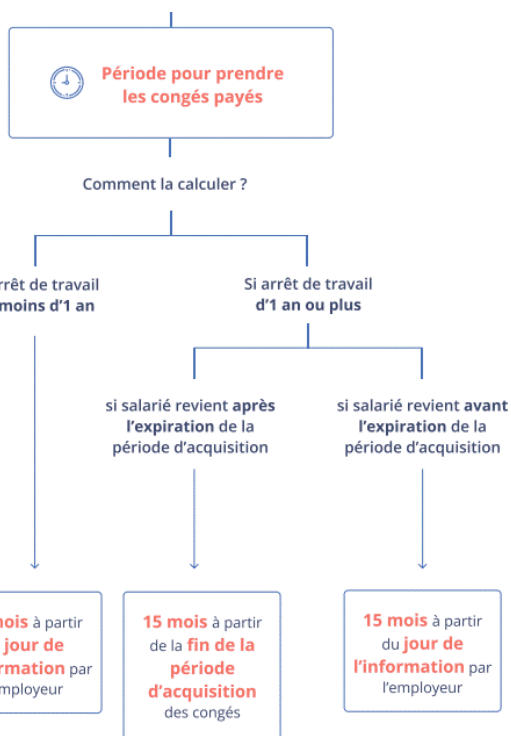 Période pour prendre
les congés payés
Comment la calculer ?
rrêt de travail
moins d'1 an
Si arrêt de travail
d'1 an ou plus
si salarié revient après
l'expiration de la
période d'acquisition
si salarié revient avant
l'expiration de la
période d'acquisition
mois à partir
jour de
rmation par
mployeur
15 mois à partir
de la fin de la
période
d'acquisition
des congés
15 mois à partir
du jour de
l'information par
l'employeur